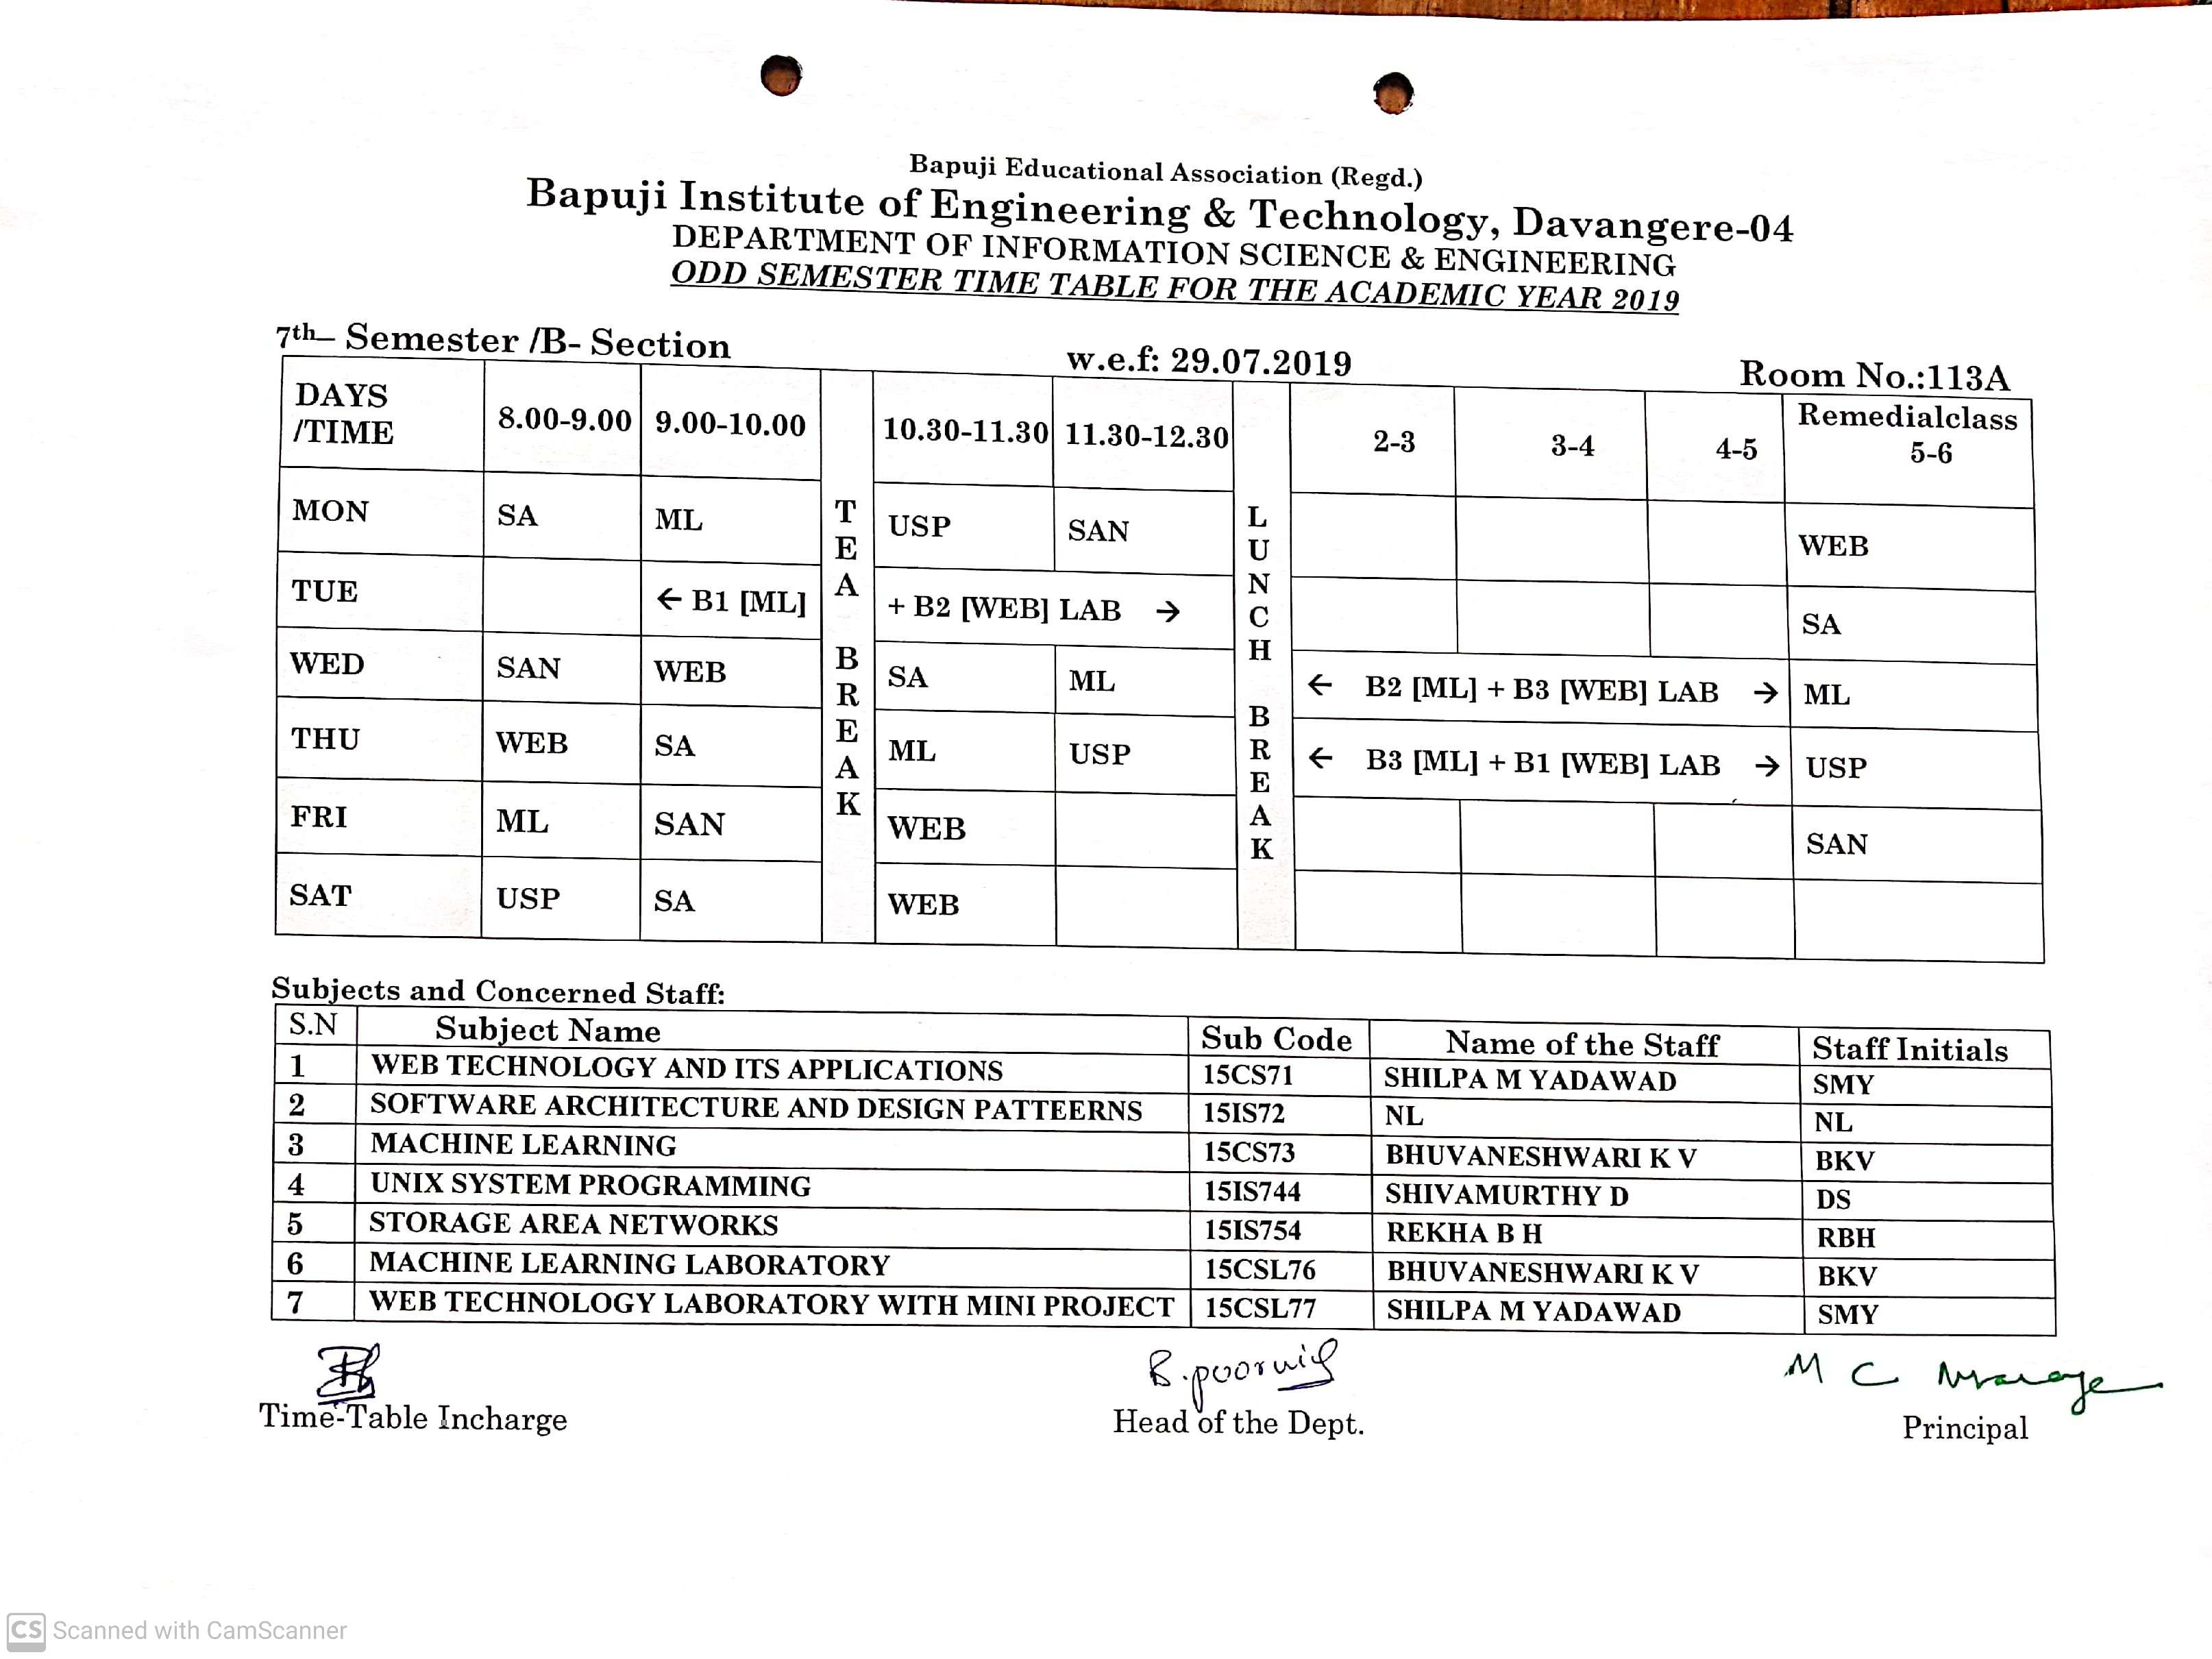 Bapuji Educational Association (Regd.)
Bapuji Institute of Engineering & Technology, Davangere-04
DEPARTMENT OF INFORMATION SCIENCE & ENGINEERING
ODD SEMESTER TIME TABLE FOR THE ACADEMIC YEAR 2019
7th– Semester /B- Section w.e.f: 29.07.2019 Room No.:113A
DAYS /TIME 8.00-9.00 9.00-10.00 TEA BREAK 10.30-11.30 11.30-12.30 LUNCH BREAK 2-3 3-4 4-5 Remedialclass 5-6
MON SA ML USP SAN WEB
TUE ← B1 [ML] + B2 [WEB] LAB → SA
WED SAN WEB SA ML ← B2 [ML] + B3 [WEB] LAB → ML
THU WEB SA ML USP ← B3 [ML] + B1 [WEB] LAB → USP
FRI ML SAN WEB SAN
SAT USP SA WEB
Subjects and Concerned Staff:
S.N Subject Name Sub Code Name of the Staff Staff Initials
1 WEB TECHNOLOGY AND ITS APPLICATIONS 15CS71 SHILPA M YADAWAD SMY
2 SOFTWARE ARCHITECTURE AND DESIGN PATTEERNS 15IS72 NL NL
3 MACHINE LEARNING 15CS73 BHUVANESHWARI K V BKV
4 UNIX SYSTEM PROGRAMMING 15IS744 SHIVAMURTHY D DS
5 STORAGE AREA NETWORKS 15IS754 REKHA B H RBH
6 MACHINE LEARNING LABORATORY 15CSL76 BHUVANESHWARI K V BKV
7 WEB TECHNOLOGY LABORATORY WITH MINI PROJECT 15CSL77 SHILPA M YADAWAD SMY
M C
Time-Table Incharge Head of the Dept. Principal
CS Scanned with CamScanner